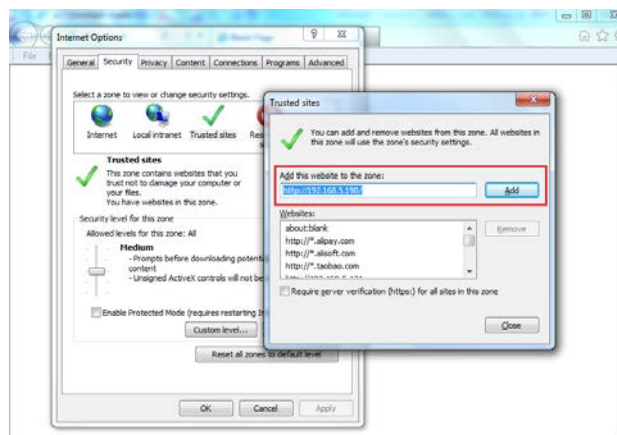 Internet Options
File
General Security Privacy Content Connections Programs Advanced
Select a zone to view or change security settings.
Internet Local intranet Trusted sites
Trusted sites
This zone contains websites that you
trust not to damage your computer or
your files.
You have websites in this zone.
Security level for this zone
Allowed levels for this zone: All
Medium
- Prompts before downloading
content
- Unsigned ActiveX controls will not be
Enable Protected Mode (requires restarting
Custom level...
Reset all zones to default level
OK Cancel Apply
Trusted sites
You can add and remove websites from this zone. All websites in
this zone will use the zone's security settings.
Add this website to the zone:
http://192.168.5.190/ Add
Websites:
about:blank Remove
http://*.alipay.com
http://*.alisoft.com
http://*.taobao.com
Require server verification (https:) for all sites in this zone
Close